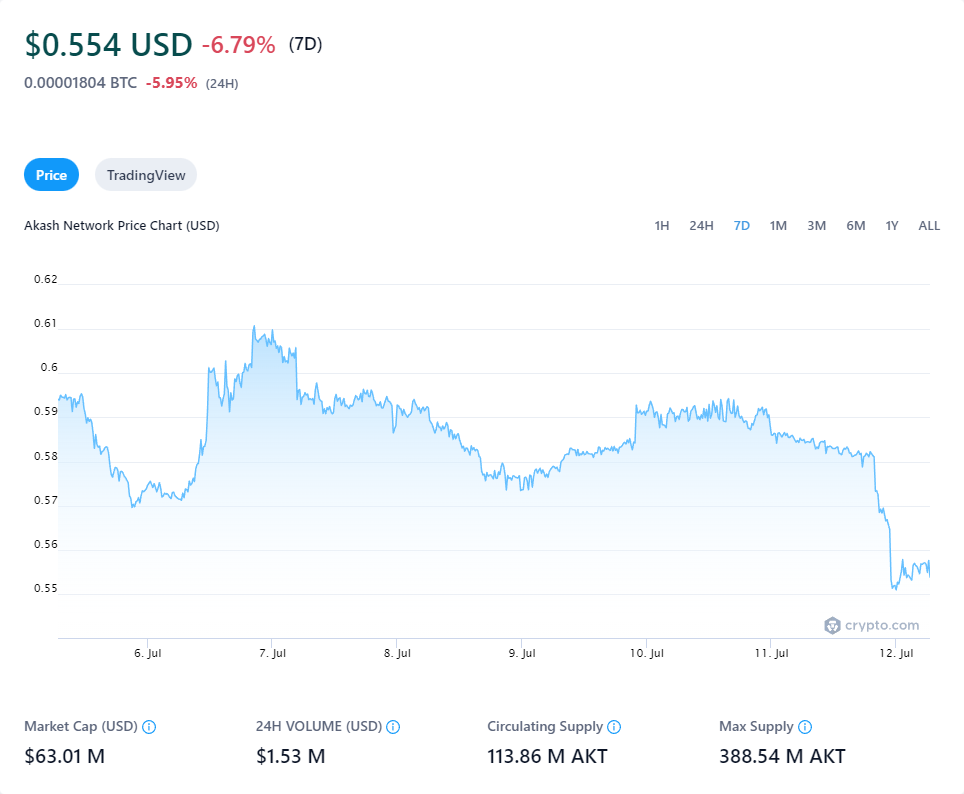 $0.554 USD -6.79% (7D)
0.00001804 BTC -5.95% (24H)
Price TradingView
Akash Network Price Chart (USD) 1H 24H 7D 1M 3M 6M 1Y ALL
0.62
0.61
0.6
0.59
0.58
0.57
0.56
0.55
crypto.com
6. Jul 7. Jul 8. Jul 9. Jul 10. Jul 11. Jul 12. Jul
Market Cap (USD) 24H VOLUME (USD) Circulating Supply Max Supply
$63.01 M $1.53 M 113.86 M AKT 388.54 M AKT